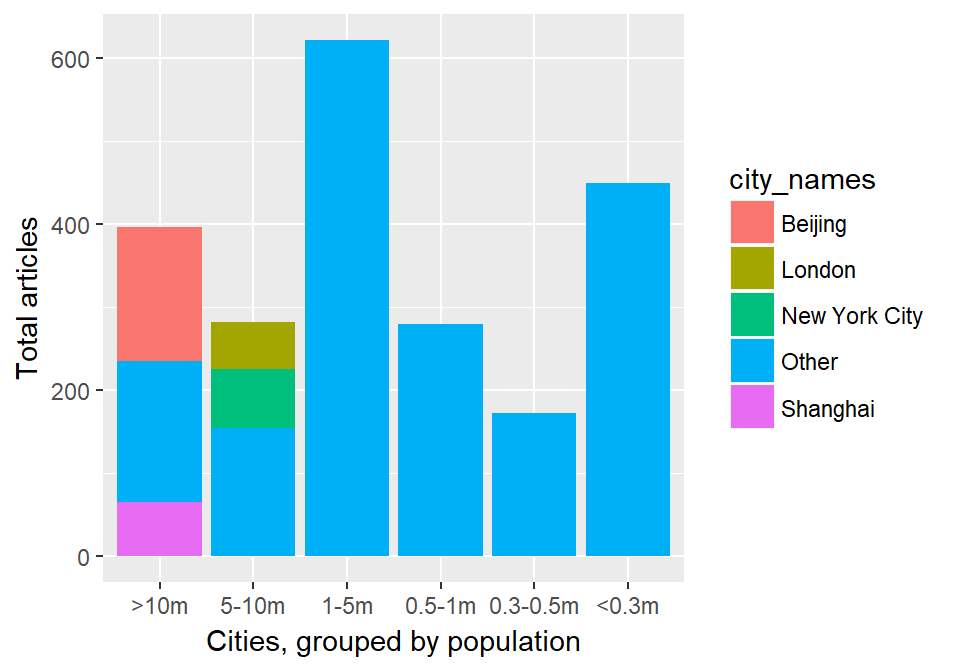 600
400
200
0
Total articles
>10m 5-10m 1-5m 0.5-1m 0.3-0.5m <0.3m
Cities, grouped by population
city_names
Beijing
London
New York City
Other
Shanghai